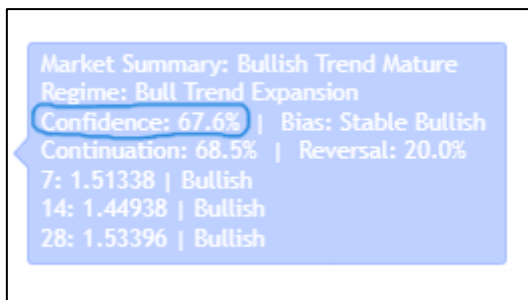 Market Summary: Bullish Trend Mature
Regime: Bull Trend Expansion
Confidence: 67.6% | Bias: Stable Bullish
Continuation: 68.5% | Reversal: 20.0%
7: 1.51338 | Bullish
14: 1.44938 | Bullish
28: 1.53396 | Bullish